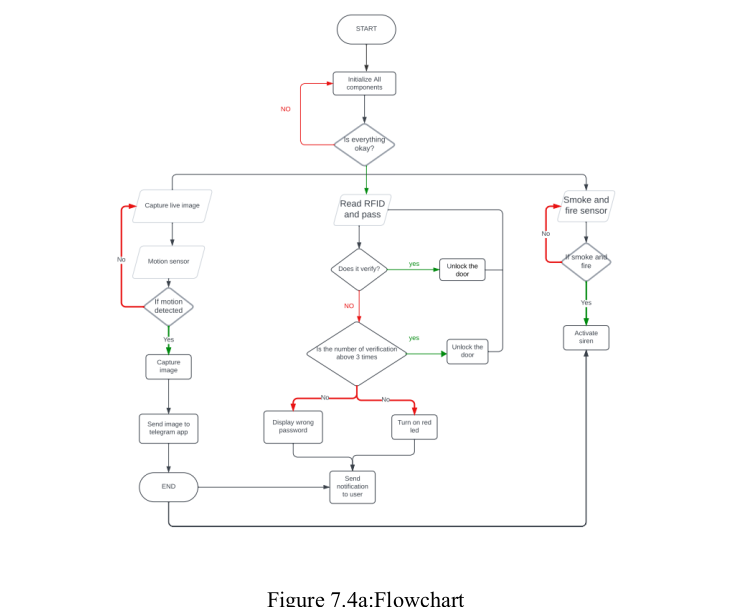 START
Initialize All
components
NO
Is everything
okay?
Capture live image
Read RFID
and pass
Smoke and
fire sensor
No
Motion sensor
Does it verify?
yes
Unlock the
door
No
If smoke and
fire
If motion
detected
NO
Yes
Yes
Is the number of verification
above 3 times
yes
Unlock the
door
Activate
siren
Capture
image
No
No
Send image to
telegram app
Display wrong
password
Turn on red
led
END
Send
notification
to user
Figure 7.4a:Flowchart